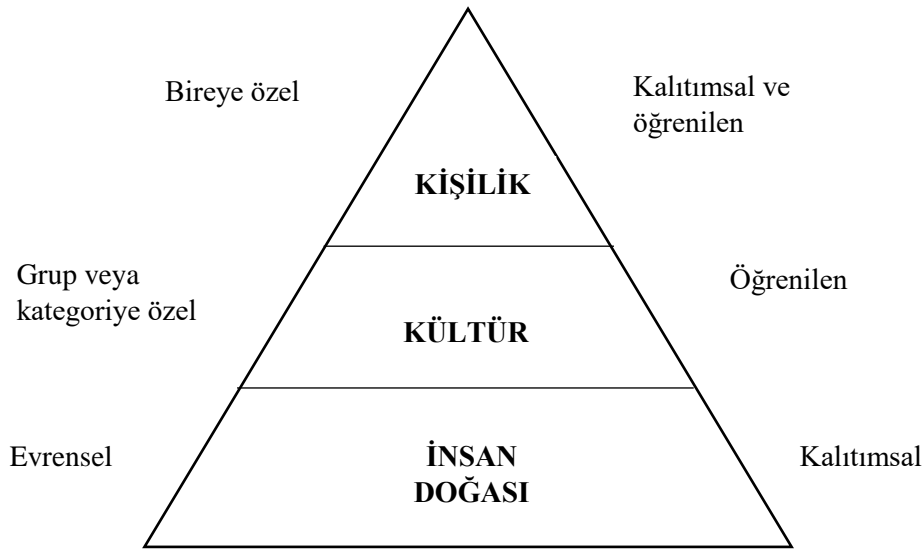 Bireye özel
Kalıtımsal ve
öğrenilen
KİŞİLİK
Grup veya
kategoriye özel
Öğrenilen
KÜLTÜR
Evrensel
İNSAN
DOĞASI
Kalıtımsal